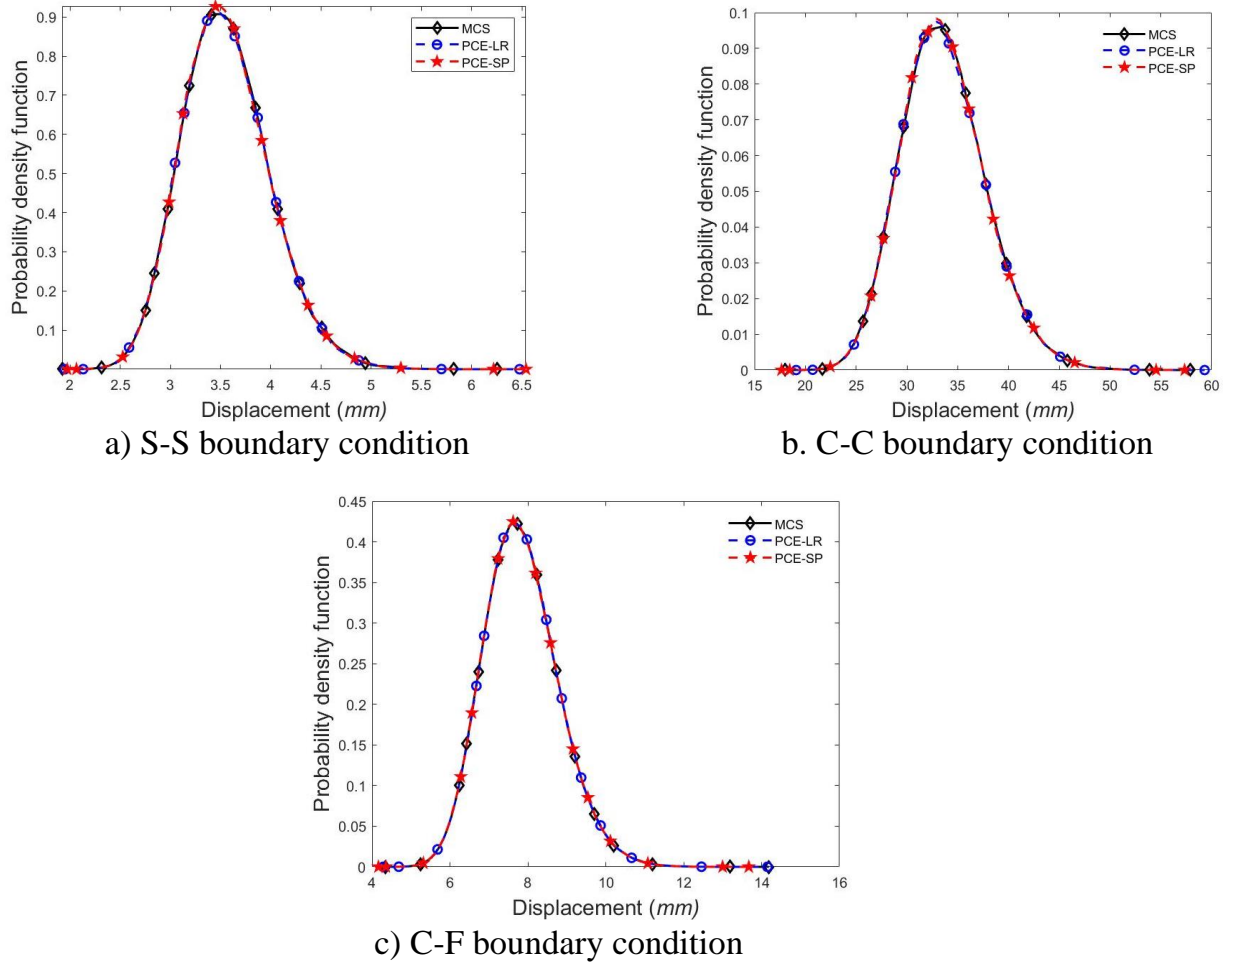 0.9
0.8
0.7
0.6
0.5
0.4
0.3
0.2
0.1
Probability density function
MCS
PCE-LR
PCE-SP
2 2.5 3 3.5 4 4.5 5 5.5 6 6.5
Displacement (mm)
a) S-S boundary condition
0.1
0.09
0.08
0.07
0.06
0.05
0.04
0.03
0.02
0.01
0
Probability density function
MCS
PCE-LR
PCE-SP
15 20 25 30 35 40 45 50 55 60
Displacement (mm)
b. C-C boundary condition
0.45
0.4
0.35
0.3
0.25
0.2
0.15
0.1
0.05
0
Probability density function
MCS
PCE-LR
PCE-SP
4 6 8 10 12 14 16
Displacement (mm)
c) C-F boundary condition